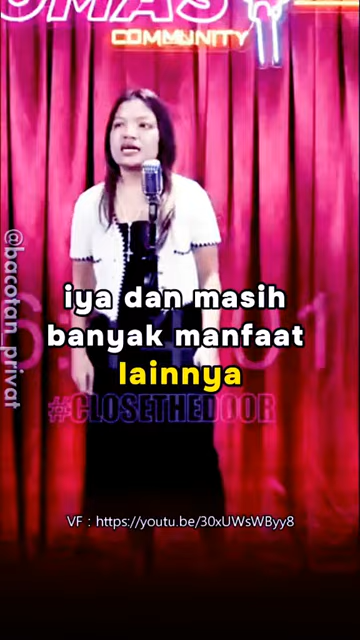 COMMUNITY
@bacotan_privat
iya dan masih
banyak manfaat
lainnya
#CLOSETHEDOOR
VF : https://youtu.be/30xUWsWByy8